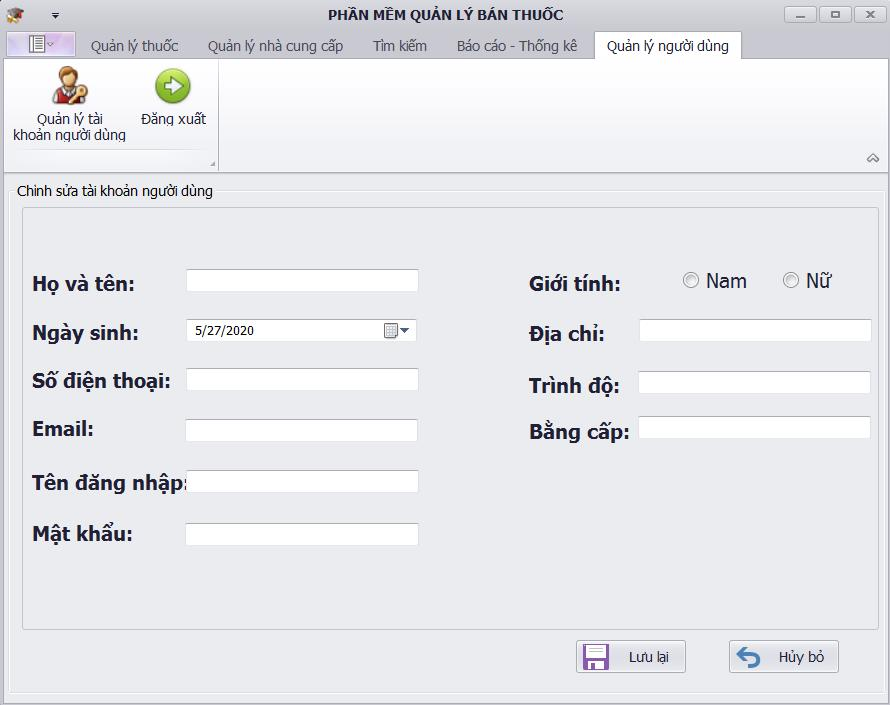 PHẦN MỀM QUẢN LÝ BÁN THUỐC
Quản lý thuốc Quản lý nhà cung cấp Tìm kiếm Báo cáo - Thống kê Quản lý người dùng
Quản lý tài
khoản người dùng
Đăng xuất
Chỉnh sửa tài khoản người dùng
Họ và tên:
Giới tính: Nam Nữ
Ngày sinh: 5/27/2020
Địa chỉ:
Số điện thoại:
Trình độ:
Email:
Bằng cấp:
Tên đăng nhập:
Mật khẩu:
Lưu lại Hủy bỏ